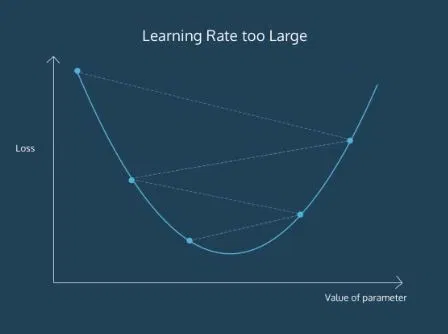 Learning Rate too Large
Loss
Value of parameter